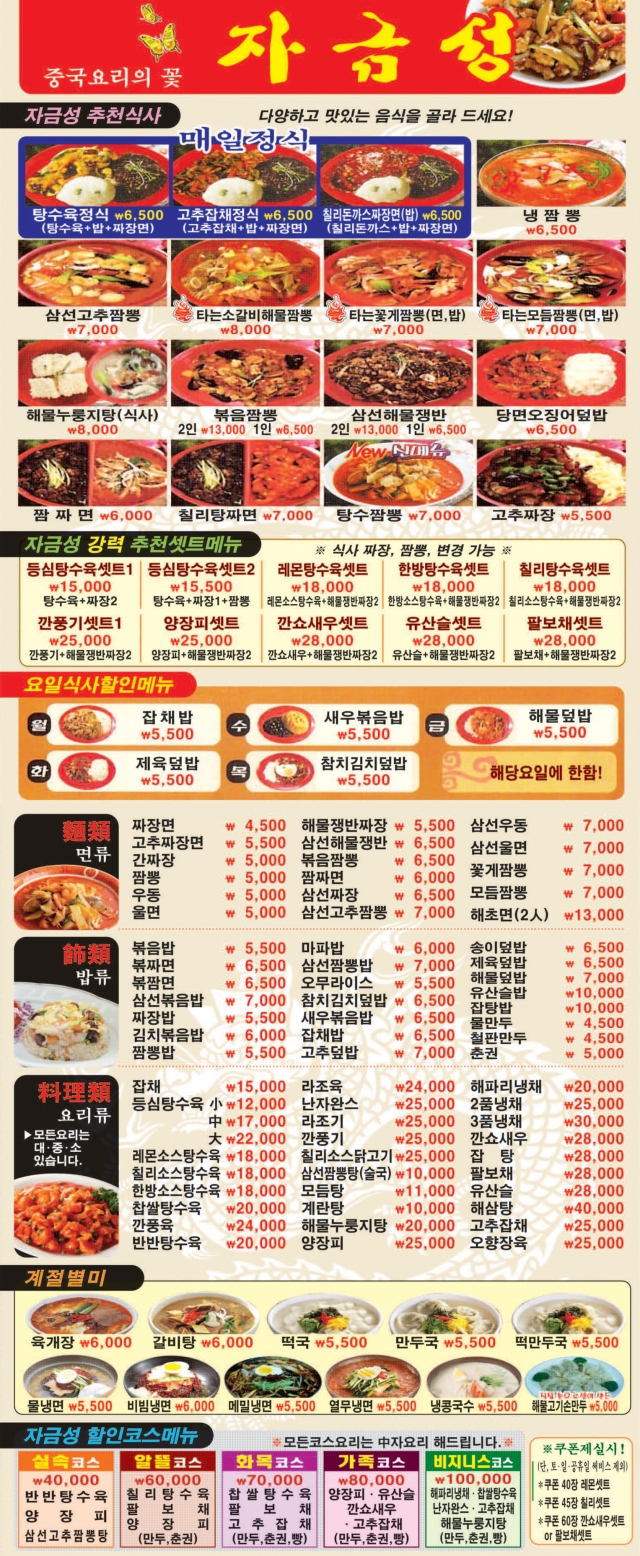 중국요리의 꽃
자금성
자금성 추천식사
다양하고 맛있는 음식을 골라 드세요!
매일정식
탕수육정식 ₩6,500 고추잡채정식 ₩6,500 칠리돈까스짜장면(밥) ₩6,500 냉짬뽕
(탕수육+밥+짜장면) (고추잡채+밥+짜장면) (칠리돈까스+밥+짜장면) ₩6,500
삼선고추짬뽕 타는소갈비해물짬뽕 타는꽃게짬뽕(면,밥) 타는모듬짬뽕(면,밥)
₩7,000 ₩8,000 ₩7,000 ₩7,000
해물누룽지탕(식사) 볶음짬뽕 삼선해물쟁반 당면오징어덮밥
₩8,000 2인 ₩13,000 1인 ₩6,500 2인 ₩13,000 1인 ₩6,500 ₩6,500
New 신메뉴
짬짜면 ₩6,000 칠리탕짜면 ₩7,000 탕수짬뽕 ₩7,000 고추짜장 ₩5,500
자금성 강력 추천셋트메뉴
※ 식사 짜장, 짬뽕, 변경 가능 ※
등심탕수육셋트1 등심탕수육셋트2 레몬탕수육셋트 한방탕수육셋트 칠리탕수육셋트
₩15,000 ₩15,500 ₩18,000 ₩18,000 ₩18,000
탕수육+짜장2 탕수육+짜장1+짬뽕 레몬소스탕수육+해물쟁반짜장2 한방소스탕수육+해물쟁반짜장2 칠리소스탕수육+해물쟁반짜장2
깐풍기셋트1 양장피셋트 깐쇼새우셋트 유산슬셋트 팔보채셋트
₩25,000 ₩25,000 ₩28,000 ₩28,000 ₩28,000
깐풍기+해물쟁반짜장2 양장피+해물쟁반짜장2 깐쇼새우+해물쟁반짜장2 유산슬+해물쟁반짜장2 팔보채+해물쟁반짜장2
요일식사할인메뉴
월 잡채밥 수 새우볶음밥 금 해물덮밥
₩5,500 ₩5,500 ₩5,500
화 제육덮밥 목 참치김치덮밥 해당요일에 한함!
₩5,500 ₩5,500
麵類
면류
짜장면 ₩ 4,500
고추짜장면 ₩ 5,500
간짜장 ₩ 5,000
짬뽕 ₩ 5,000
우동 ₩ 5,000
울면 ₩ 5,000
해물쟁반짜장 ₩ 5,500
삼선해물쟁반 ₩ 6,500
볶음짬뽕 ₩ 6,500
짬짜면 ₩ 6,000
삼선짜장 ₩ 6,500
삼선고추짬뽕 ₩ 7,000
삼선우동 ₩ 7,000
삼선울면 ₩ 7,000
꽃게짬뽕 ₩ 7,000
모듬짬뽕 ₩ 7,000
해초면(2人) ₩13,000
飾類
밥류
볶음밥 ₩ 5,500
볶짜면 ₩ 6,500
볶짬면 ₩ 6,500
삼선볶음밥 ₩ 7,000
짜장밥 ₩ 5,500
김치볶음밥 ₩ 6,000
짬뽕밥 ₩ 5,500
마파밥 ₩ 6,000
삼선짬뽕밥 ₩ 7,000
오무라이스 ₩ 5,500
참치김치덮밥 ₩ 6,500
새우볶음밥 ₩ 6,500
잡채밥 ₩ 6,500
고추덮밥 ₩ 7,000
송이덮밥 ₩ 6,500
제육덮밥 ₩ 6,500
해물덮밥 ₩ 7,000
유산슬밥 ₩10,000
잡탕밥 ₩10,000
물만두 ₩ 4,500
철판만두 ₩ 4,500
춘권 ₩ 5,000
料理類
요리류
▶모든요리는
대·중·소
있습니다.
잡채 ₩15,000
등심탕수육 小 ₩12,000
中 ₩17,000
大 ₩22,000
레몬소스탕수육 ₩18,000
칠리소스탕수육 ₩18,000
한방소스탕수육 ₩18,000
찹쌀탕수육 ₩20,000
깐풍육 ₩24,000
반반탕수육 ₩20,000
라조육 ₩24,000
난자완스 ₩25,000
라조기 ₩25,000
깐풍기 ₩25,000
칠리소스닭고기 ₩25,000
삼선짬뽕탕(술국) ₩10,000
모듬탕 ₩11,000
계란탕 ₩10,000
해물누룽지탕 ₩20,000
양장피 ₩25,000
해파리냉채 ₩20,000
2품냉채 ₩25,000
3품냉채 ₩30,000
깐쇼새우 ₩28,000
잡탕 ₩28,000
팔보채 ₩28,000
유산슬 ₩28,000
해삼탕 ₩40,000
고추잡채 ₩25,000
오향장육 ₩25,000
계절별미
육개장 ₩6,000 갈비탕 ₩6,000 떡국 ₩5,500 만두국 ₩5,500 떡만두국 ₩5,500
물냉면 ₩5,500 비빔냉면 ₩6,000 메밀냉면 ₩5,500 열무냉면 ₩5,500 냉콩국수 ₩5,500 해물고기손만두 ₩5,000
자금성 할인코스메뉴
※모든코스요리는 中자요리 해드립니다.※
실속코스
₩40,000
반반탕수육
양장피
삼선고추짬뽕탕
알뜰코스
₩60,000
칠리탕수육
팔보채
양장피
(만두,춘권)
화목코스
₩70,000
찹쌀탕수육
팔보채
고추잡채
(만두,춘권,빵)
가족코스
₩80,000
양장피·유산슬
깐쇼새우
·고추잡채
(만두,춘권,빵)
비지니스코스
₩100,000
해파리냉채·찹쌀탕수육
난자완스·고추잡채
해물누룽지탕
(만두,춘권,빵)
※쿠폰제실시!
(단, 토·일·공휴일 써비스 제외)
*쿠폰 40장 레몬셋트
*쿠폰 45장 칠리셋트
*쿠폰 60장 깐쇼새우셋트
or 팔보채셋트